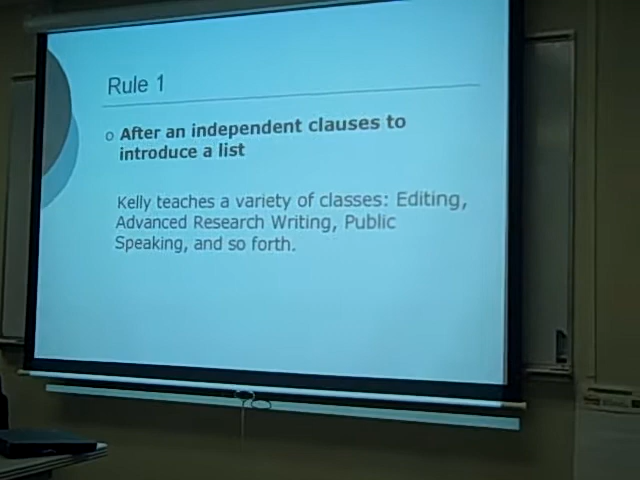 Rule 1
o After an independent clauses to
introduce a list
Kelly teaches a variety of classes: Editing,
Advanced Research Writing, Public
Speaking, and so forth.